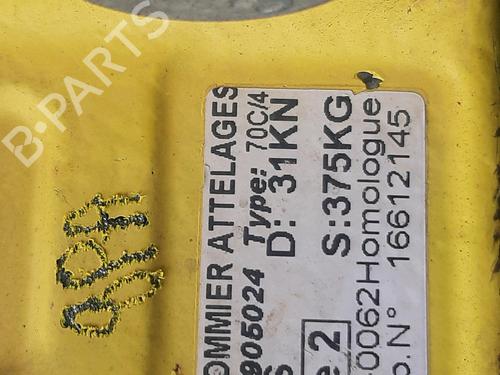 B-PARTS
OMMIER ATTELAGES
905024 Type: 70C/4
D: 31KN
S:375KG
e 2
0062Homologue
o.N° 16612145